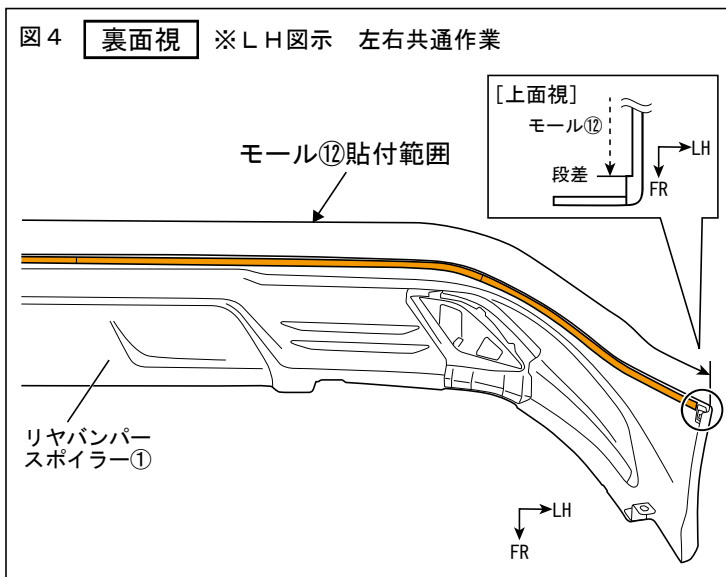 図４ 裏面視 ※ＬＨ図示 左右共通作業
[上面視]
モール⑫
段差
LH
FR
モール⑫貼付範囲
リヤバンパー
スポイラー①
LH
FR